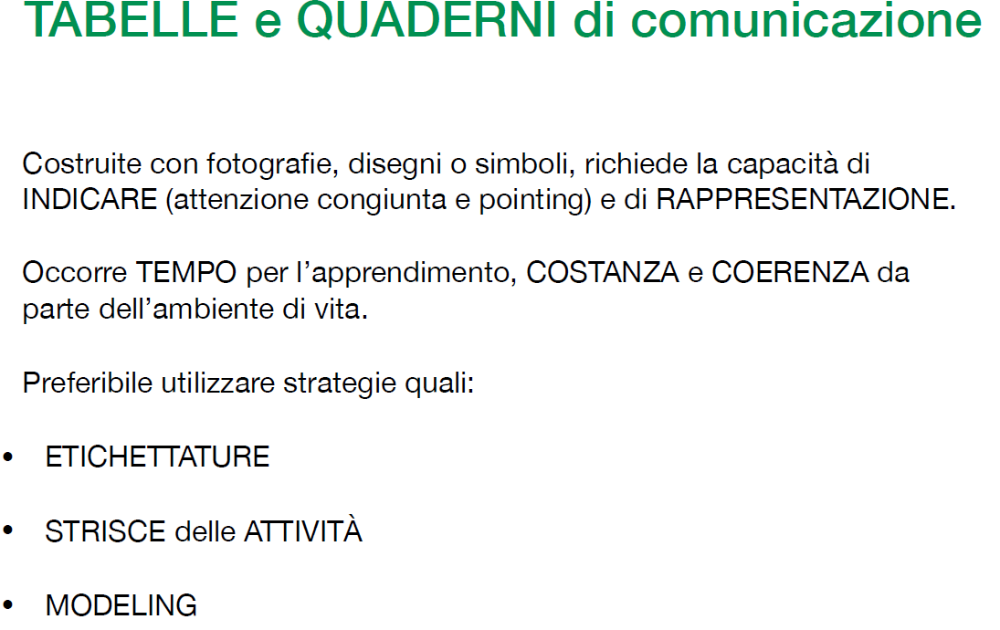 TABELLE e QUADERNI di comunicazione
Costruite con fotografie, disegni o simboli, richiede la capacità di
INDICARE (attenzione congiunta e pointing) e di RAPPRESENTAZIONE.
Occorre TEMPO per l’apprendimento, COSTANZA e COERENZA da
parte dell’ambiente di vita.
Preferibile utilizzare strategie quali:
• ETICHETTATURE
• STRISCE delle ATTIVITÀ
• MODELING